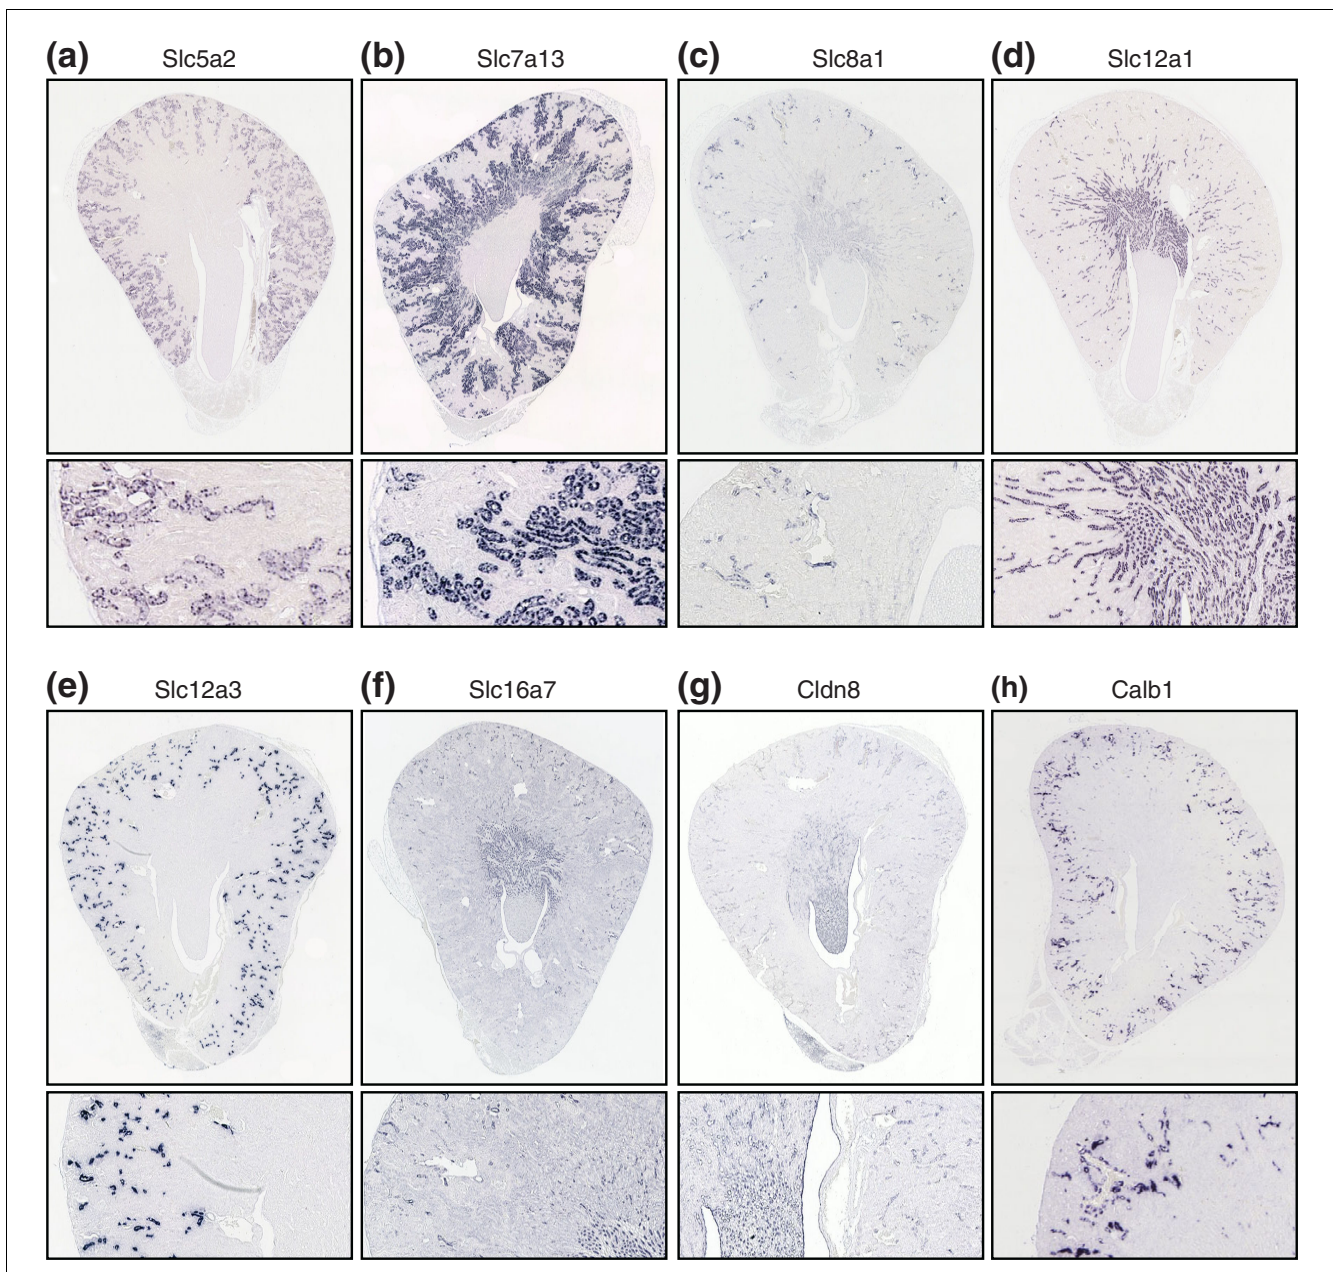 (a) Slc5a2 (b) Slc7a13 (c) Slc8a1 (d) Slc12a1
(e) Slc12a3 (f) Slc16a7 (g) Cldn8 (h) Calb1